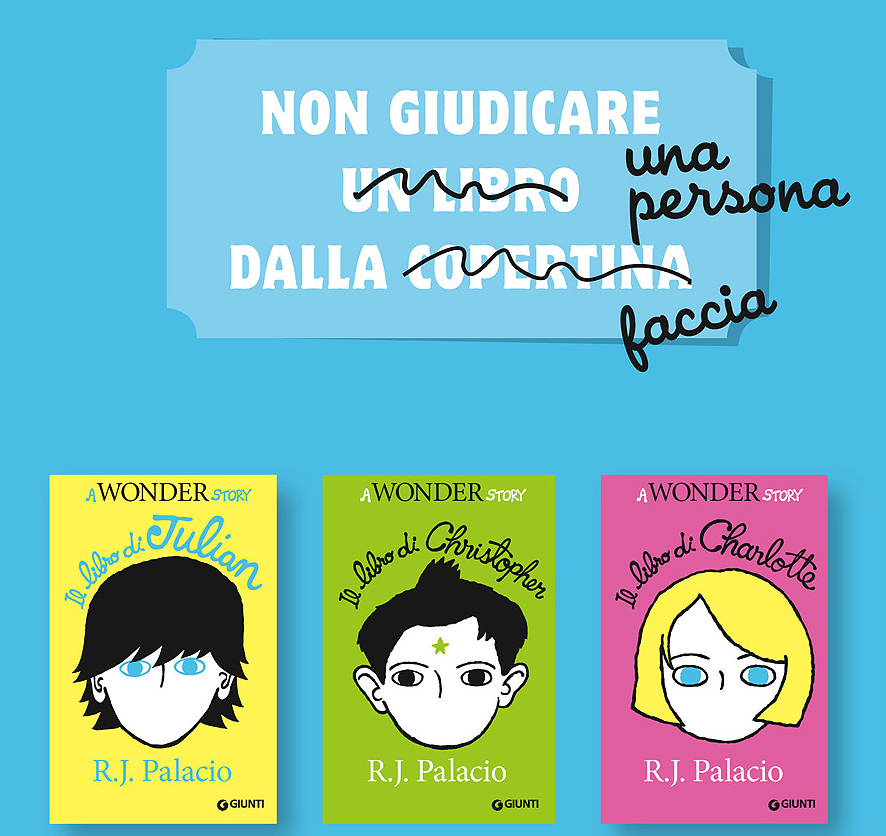 NON GIUDICARE
UN LIBRO
una
persona
DALLA COPERTINA
faccia
A WONDER STORY
Il libro di Julian
R.J. Palacio
GIUNTI
A WONDER STORY
Il libro di Christopher
R.J. Palacio
GIUNTI
A WONDER STORY
Il libro di Charlotte
R.J. Palacio
GIUNTI